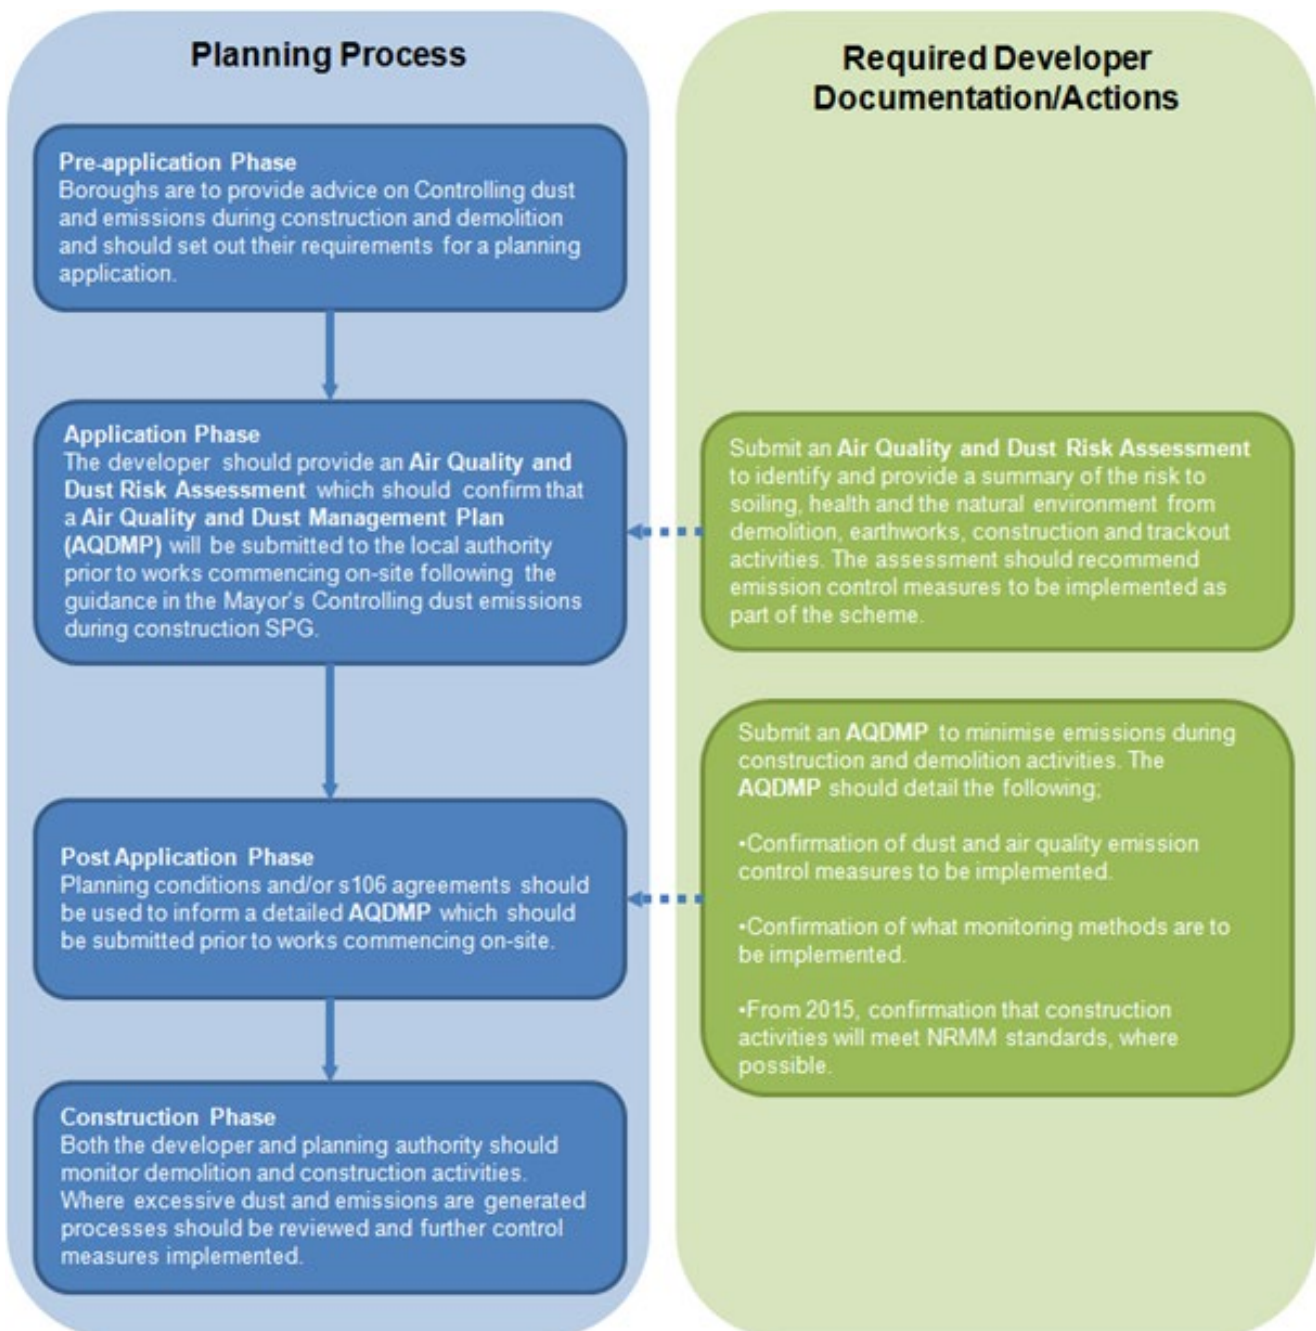 Planning Process
Pre-application Phase
Boroughs are to provide advice on Controlling dust
and emissions during construction and demolition
and should set out their requirements for a planning
application.
Application Phase
The developer should provide an Air Quality and
Dust Risk Assessment which should confirm that
a Air Quality and Dust Management Plan
(AQDMP) will be submitted to the local authority
prior to works commencing on-site following the
guidance in the Mayor's Controlling dust emissions
during construction SPG.
Post Application Phase
Planning conditions and/or s106 agreements should
be used to inform a detailed AQDMP which should
be submitted prior to works commencing on-site.
Construction Phase
Both the developer and planning authority should
monitor demolition and construction activities.
Where excessive dust and emissions are generated
processes should be reviewed and further control
measures implemented.
Required Developer
Documentation/Actions
Submit an Air Quality and Dust Risk Assessment
to identify and provide a summary of the risk to
soiling, health and the natural environment from
demolition, earthworks, construction and trackout
activities. The assessment should recommend
emission control measures to be implemented as
part of the scheme.
Submit an AQDMP to minimise emissions during
construction and demolition activities. The
AQDMP should detail the following;
•Confirmation of dust and air quality emission
control measures to be implemented.
•Confirmation of what monitoring methods are to
be implemented.
•From 2015, confirmation that construction
activities will meet NRMM standards, where
possible.